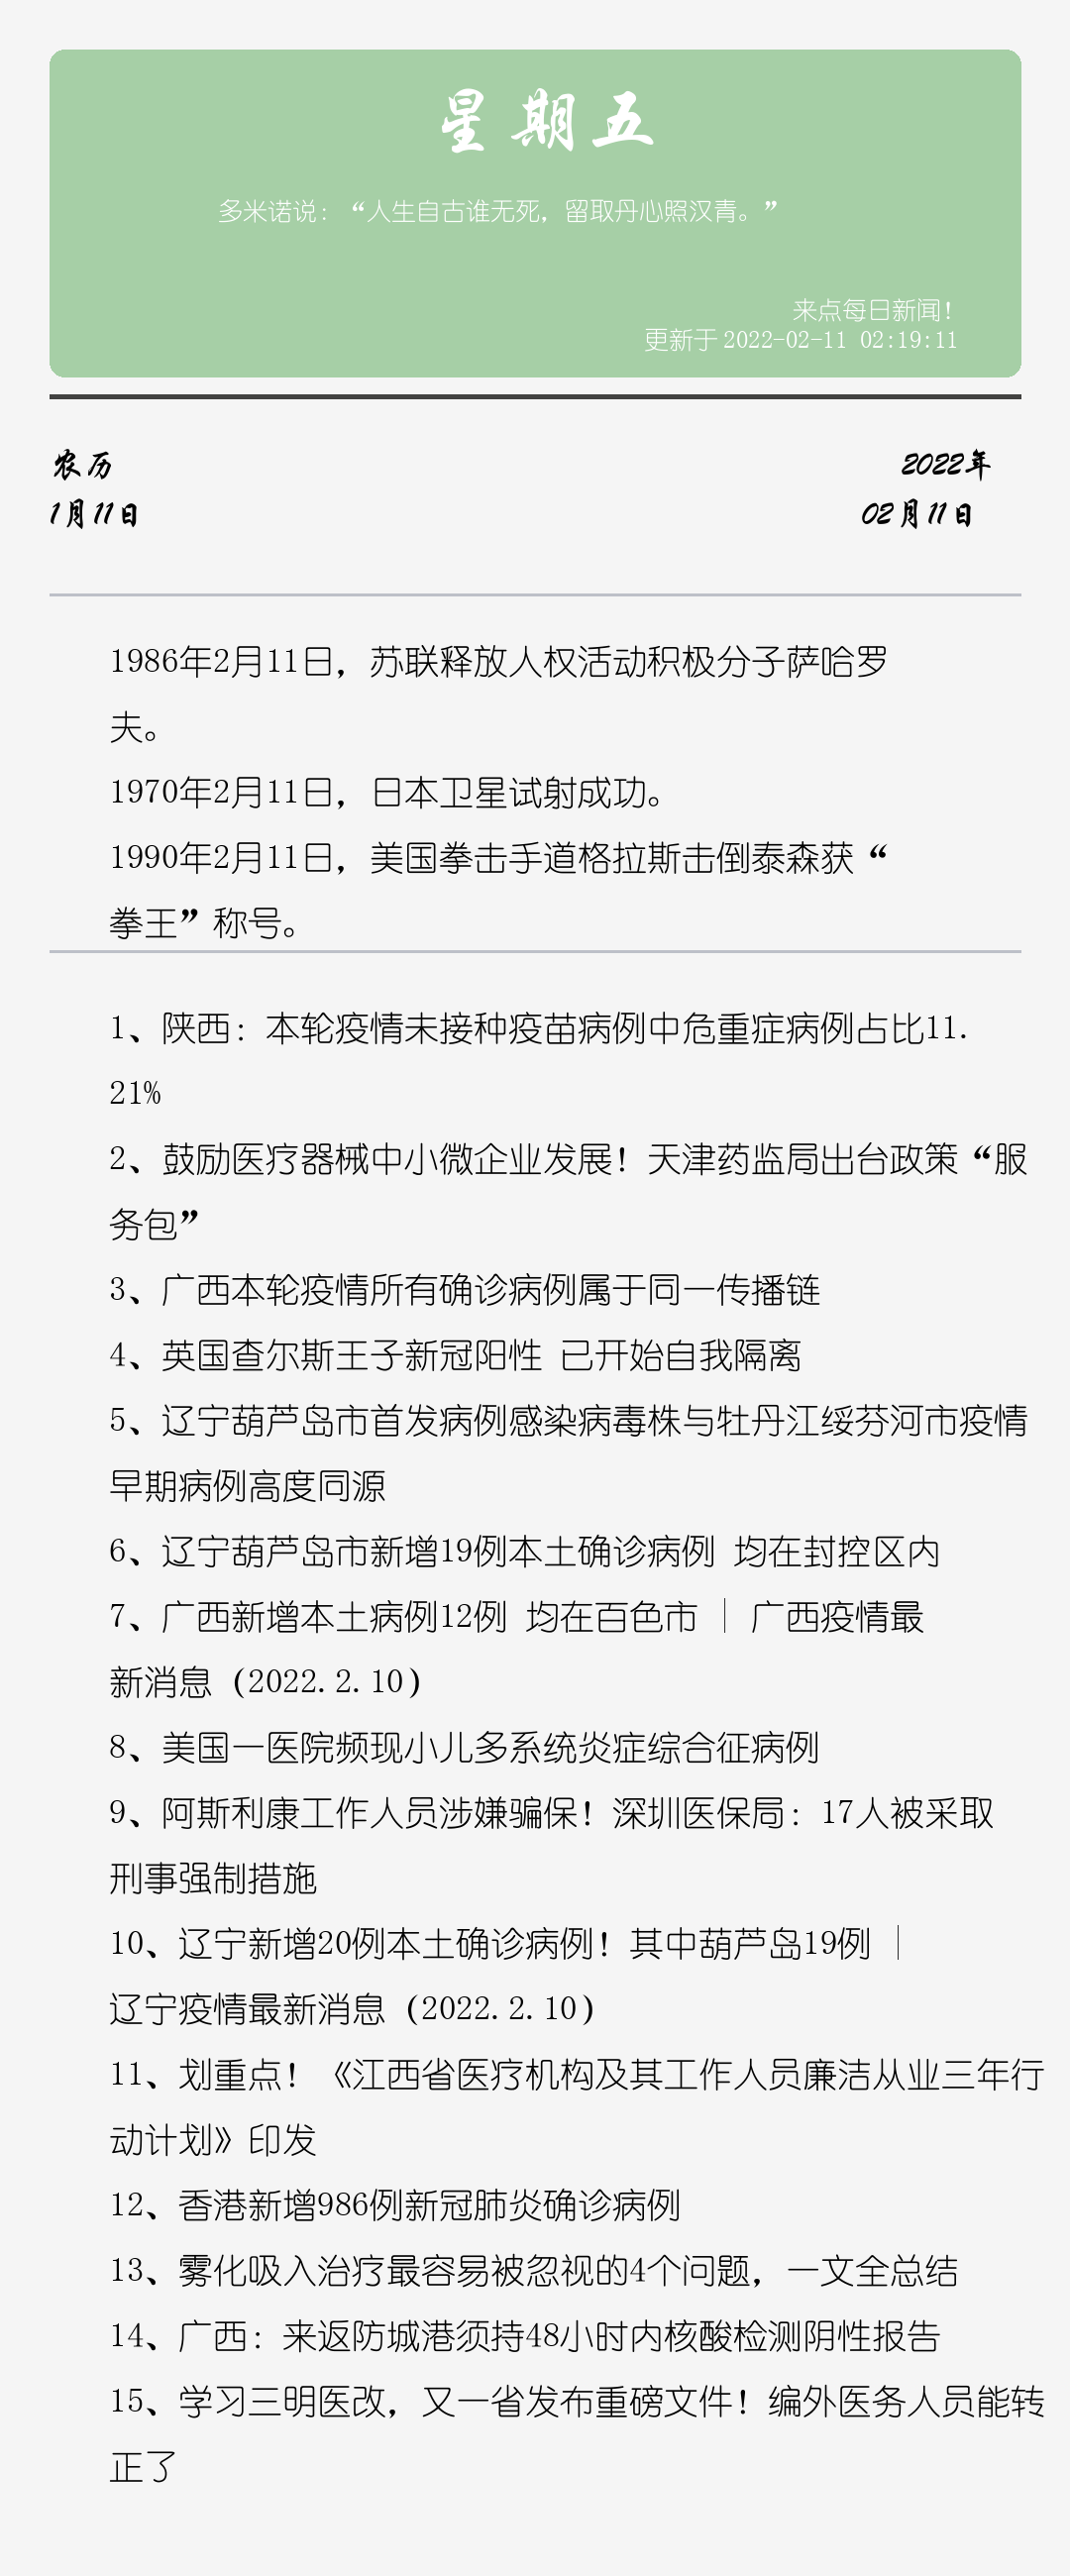 星期五
多米诺说：“人生自古谁无死，留取丹心照汉青。”
来点每日新闻！
更新于 2022-02-11 02:19:11
农历
2022年
1月11日
02月11日
1986年2月11日，苏联释放人权活动积极分子萨哈罗
夫。
1970年2月11日，日本卫星试射成功。
1990年2月11日，美国拳击手道格拉斯击倒泰森获“
拳王”称号。
1、陕西：本轮疫情未接种疫苗病例中危重症病例占比11.
21%
2、鼓励医疗器械中小微企业发展！天津药监局出台政策“服
务包”
3、广西本轮疫情所有确诊病例属于同一传播链
4、英国查尔斯王子新冠阳性 已开始自我隔离
5、辽宁葫芦岛市首发病例感染病毒株与牡丹江绥芬河市疫情
早期病例高度同源
6、辽宁葫芦岛市新增19例本土确诊病例 均在封控区内
7、广西新增本土病例12例 均在百色市 | 广西疫情最
新消息（2022.2.10）
8、美国一医院频现小儿多系统炎症综合征病例
9、阿斯利康工作人员涉嫌骗保！深圳医保局：17人被采取
刑事强制措施
10、辽宁新增20例本土确诊病例！其中葫芦岛19例 |
辽宁疫情最新消息（2022.2.10）
11、划重点！《江西省医疗机构及其工作人员廉洁从业三年行
动计划》印发
12、香港新增986例新冠肺炎确诊病例
13、雾化吸入治疗最容易被忽视的4个问题，一文全总结
14、广西：来返防城港须持48小时内核酸检测阴性报告
15、学习三明医改，又一省发布重磅文件！编外医务人员能转
正了